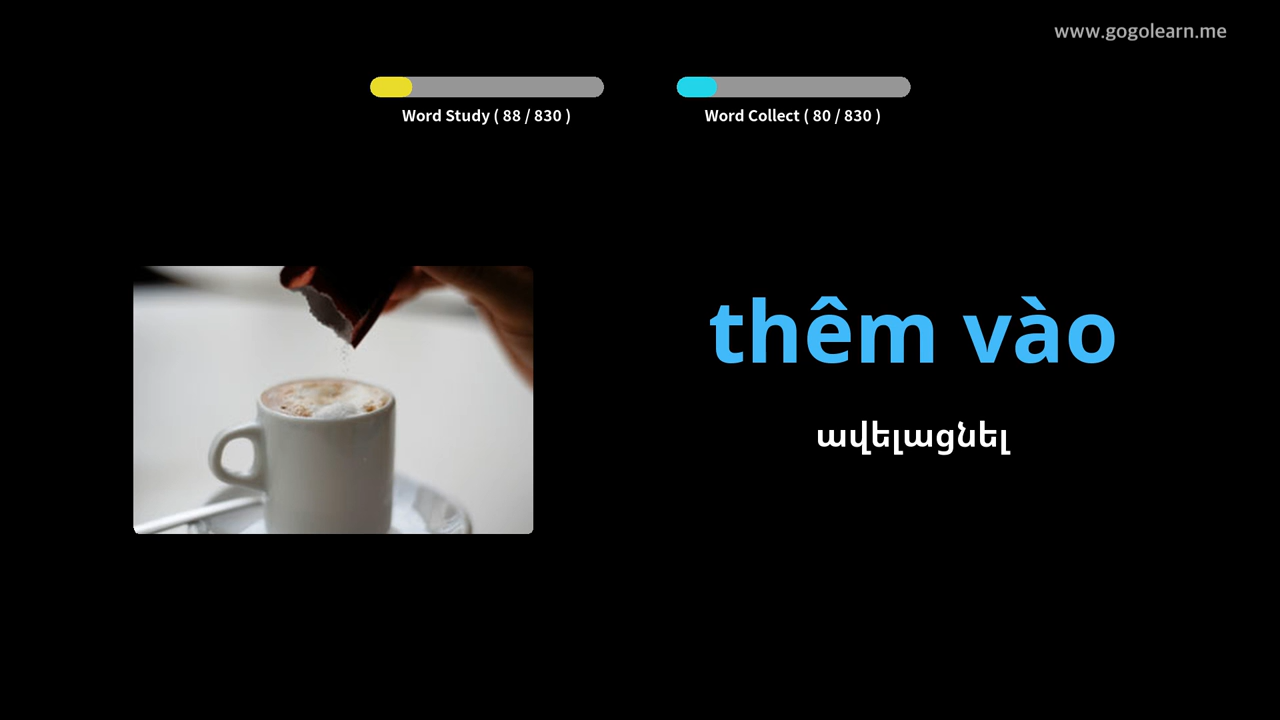 www.gogolearn.me
Word Study ( 88 / 830 )
Word Collect ( 80 / 830 )
thêm vào
ավելացնել